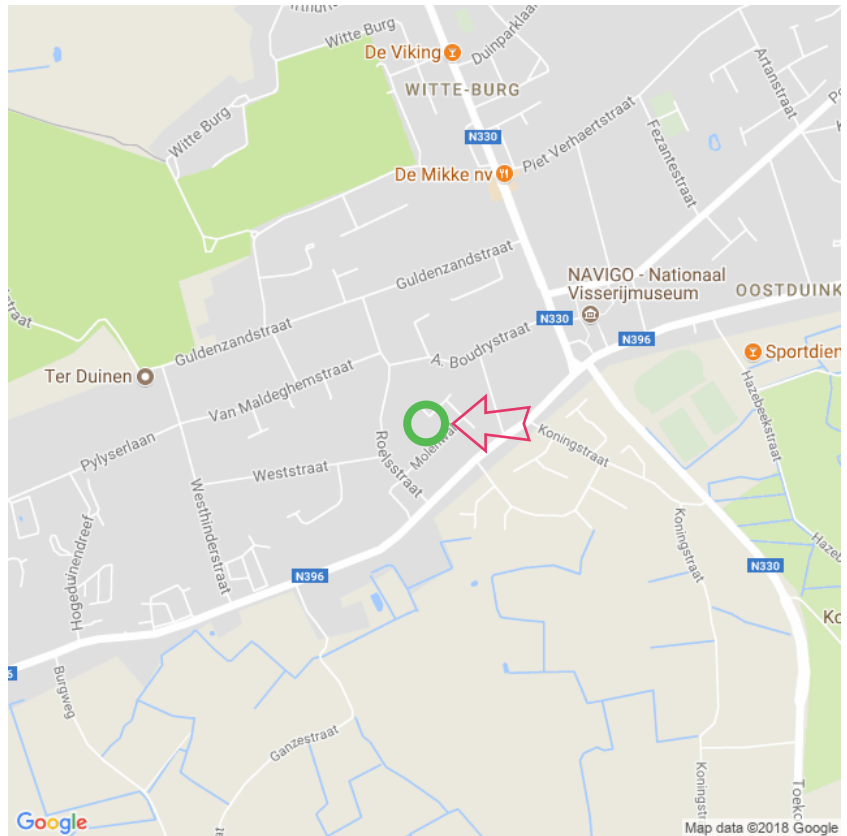 Witte Burg
De Viking
Duinparklaan
WITTE-BURG
Artanstraat
Witte Burg
N330
Piet Verhaertstraat
Fezantestraat
De Mikke nv
Guldenzandstraat
NAVIGO - Nationaal
Visserijmuseum
OOSTDUINK
N330
N396
A. Boudrystraat
Guldenzandstraat
Sportdien
Ter Duinen
Van Maldeghemstraat
Hazebeekstraat
Koningstraat
Pylyserlaan
Weststraat
Roelsstraat
Westhinderstraat
Koningstraat
Hogeduinendreef
N330
N396
Ko
Burgweg
Ganzestraat
Toeko
Google
Map data ©2018 Google